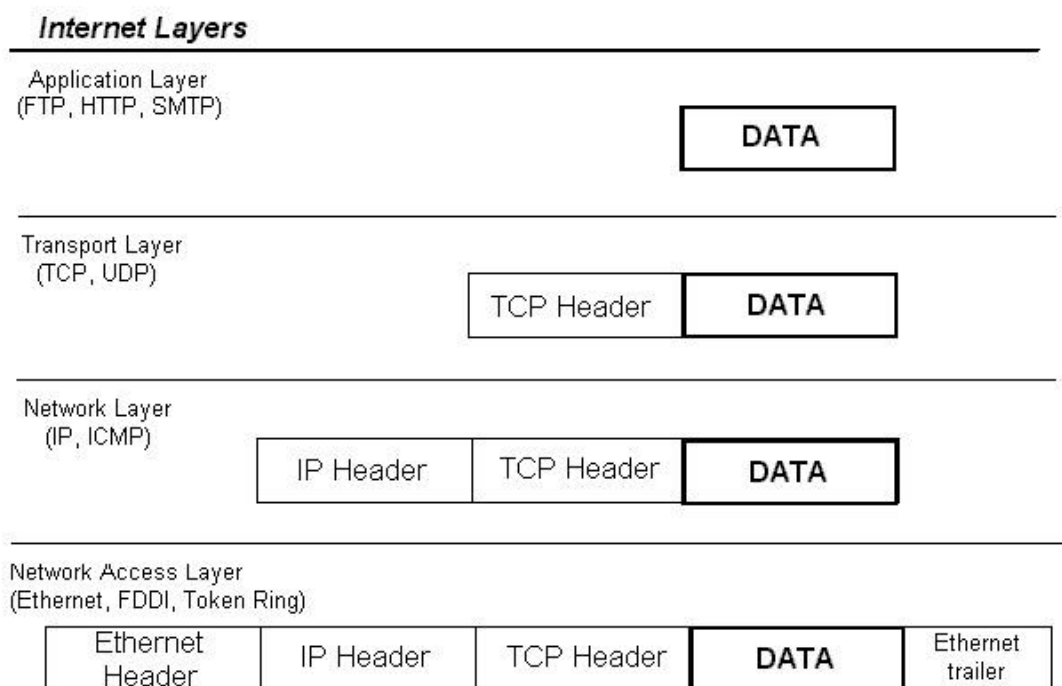 Internet Layers
Application Layer
(FTP, HTTP, SMTP)
DATA
Transport Layer
(TCP, UDP)
TCP Header
DATA
Network Layer
(IP, ICMP)
IP Header
TCP Header
DATA
Network Access Layer
(Ethernet, FDDI, Token Ring)
Ethernet
Header
IP Header
TCP Header
DATA
Ethernet
trailer